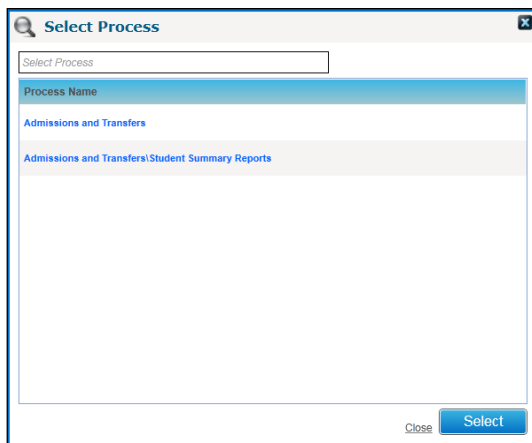 Select Process
Select Process
Process Name
Admissions and Transfers
Admissions and Transfers\Student Summary Reports
Close
Select